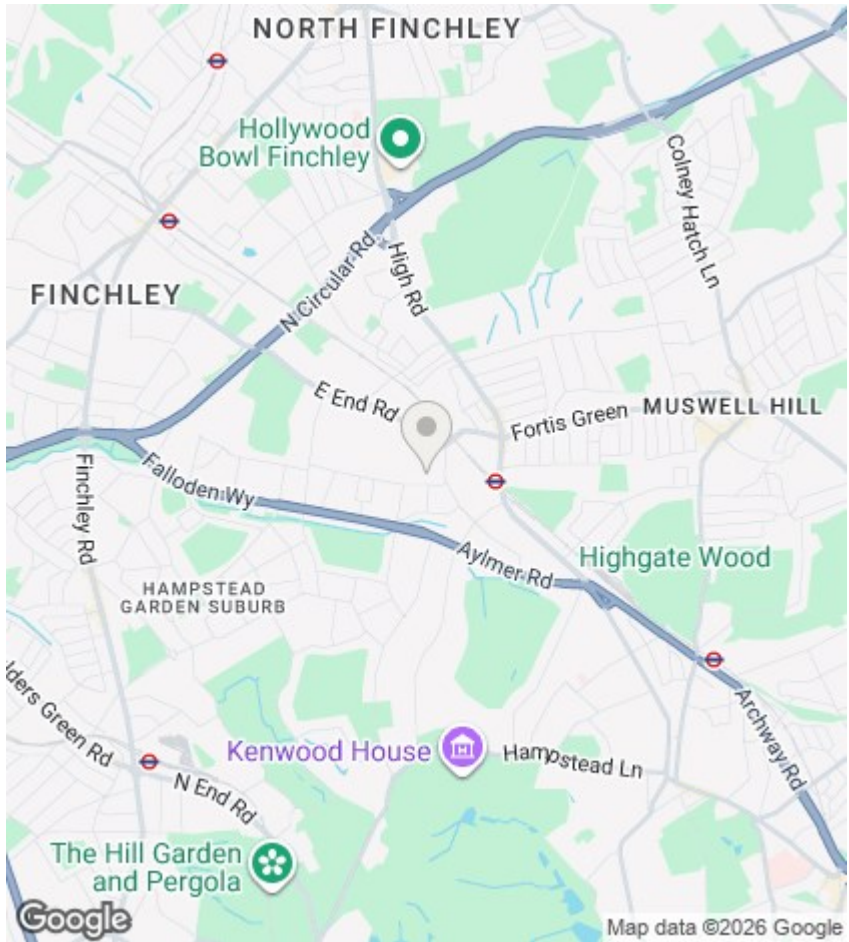 NORTH FINCHLEY
Hollywood
Bowl Finchley
Colney Hatch Ln
N Circular Rd
High Rd
FINCHLEY
E End Rd
Fortis Green
MUSWELL HILL
Finchley Rd
Falloden Wy
Aylmer Rd
Highgate Wood
HAMPSTEAD
GARDEN SUBURB
lders Green Rd
Kenwood House
Hampstead Ln
Archway Rd
N End Rd
The Hill Garden
and Pergola
Google
Map data ©2026 Google